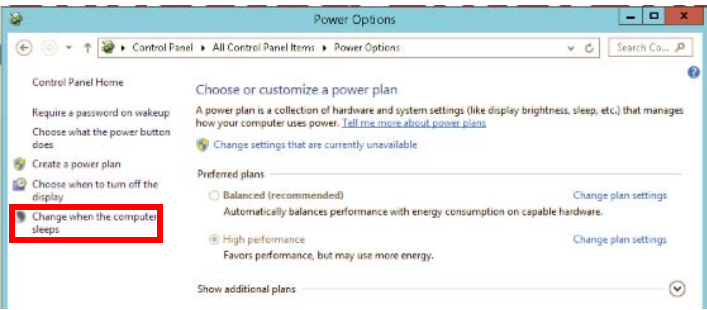 Power Options
Control Panel ▸ All Control Panel Items ▸ Power Options
Search Co...
Control Panel Home
Require a password on wakeup
Choose what the power button
does
Create a power plan
Choose when to turn off the
display
Change when the computer
sleeps
Choose or customize a power plan
A power plan is a collection of hardware and system settings (like display brightness, sleep, etc.) that manages
how your computer uses power. Tell me more about power plans
Change settings that are currently unavailable
Preferred plans
Balanced (recommended) Change plan settings
Automatically balances performance with energy consumption on capable hardware.
High performance Change plan settings
Favors performance, but may use more energy.
Show additional plans